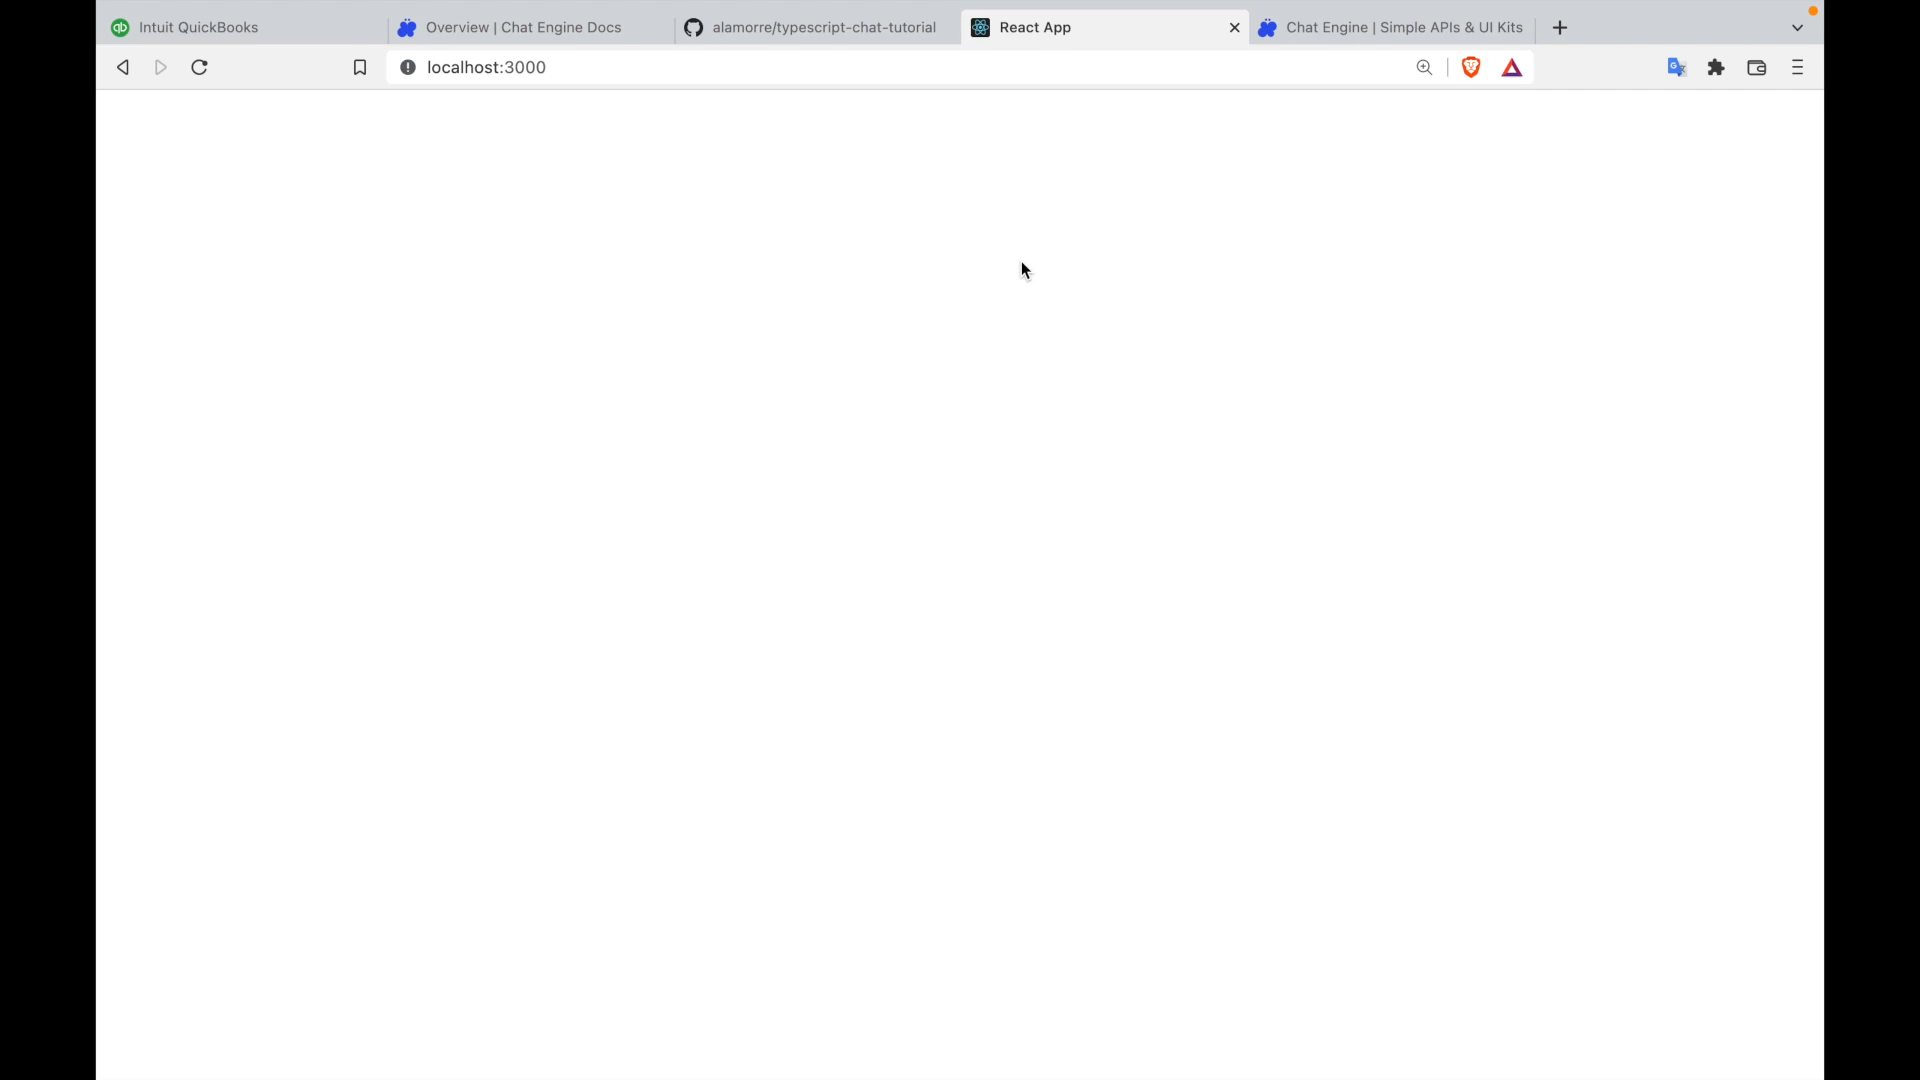 qb Intuit QuickBooks
Overview | Chat Engine Docs
alamorre/typescript-chat-tutorial
React App
Chat Engine | Simple APIs & UI Kits
localhost:3000